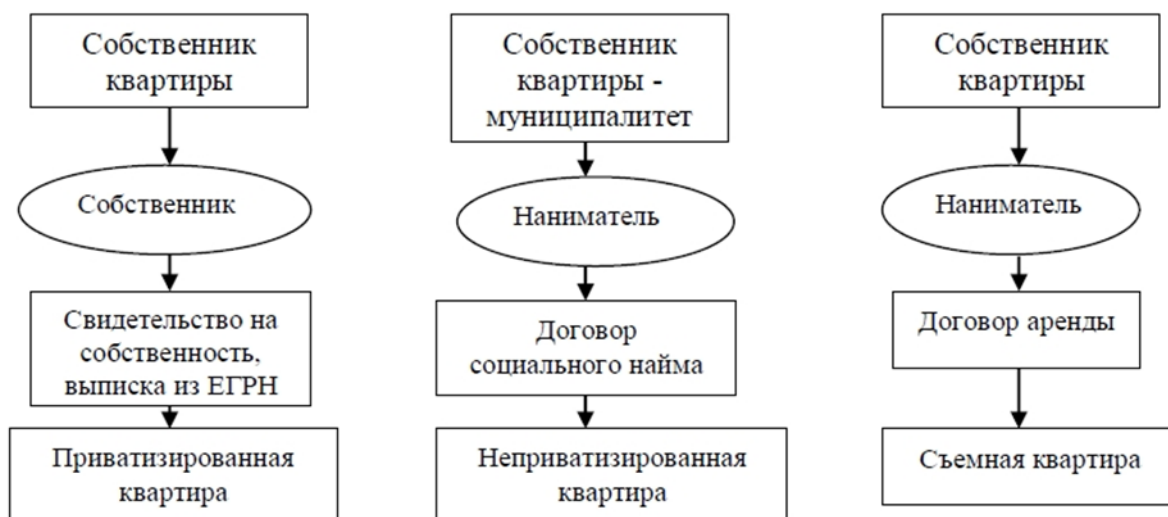 Собственник
квартиры
Собственник
Свидетельство на
собственность,
выписка из ЕГРН
Приватизированная
квартира
Собственник
квартиры -
муниципалитет
Наниматель
Договор
социального найма
Неприватизированная
квартира
Собственник
квартиры
Наниматель
Договор аренды
Съемная квартира